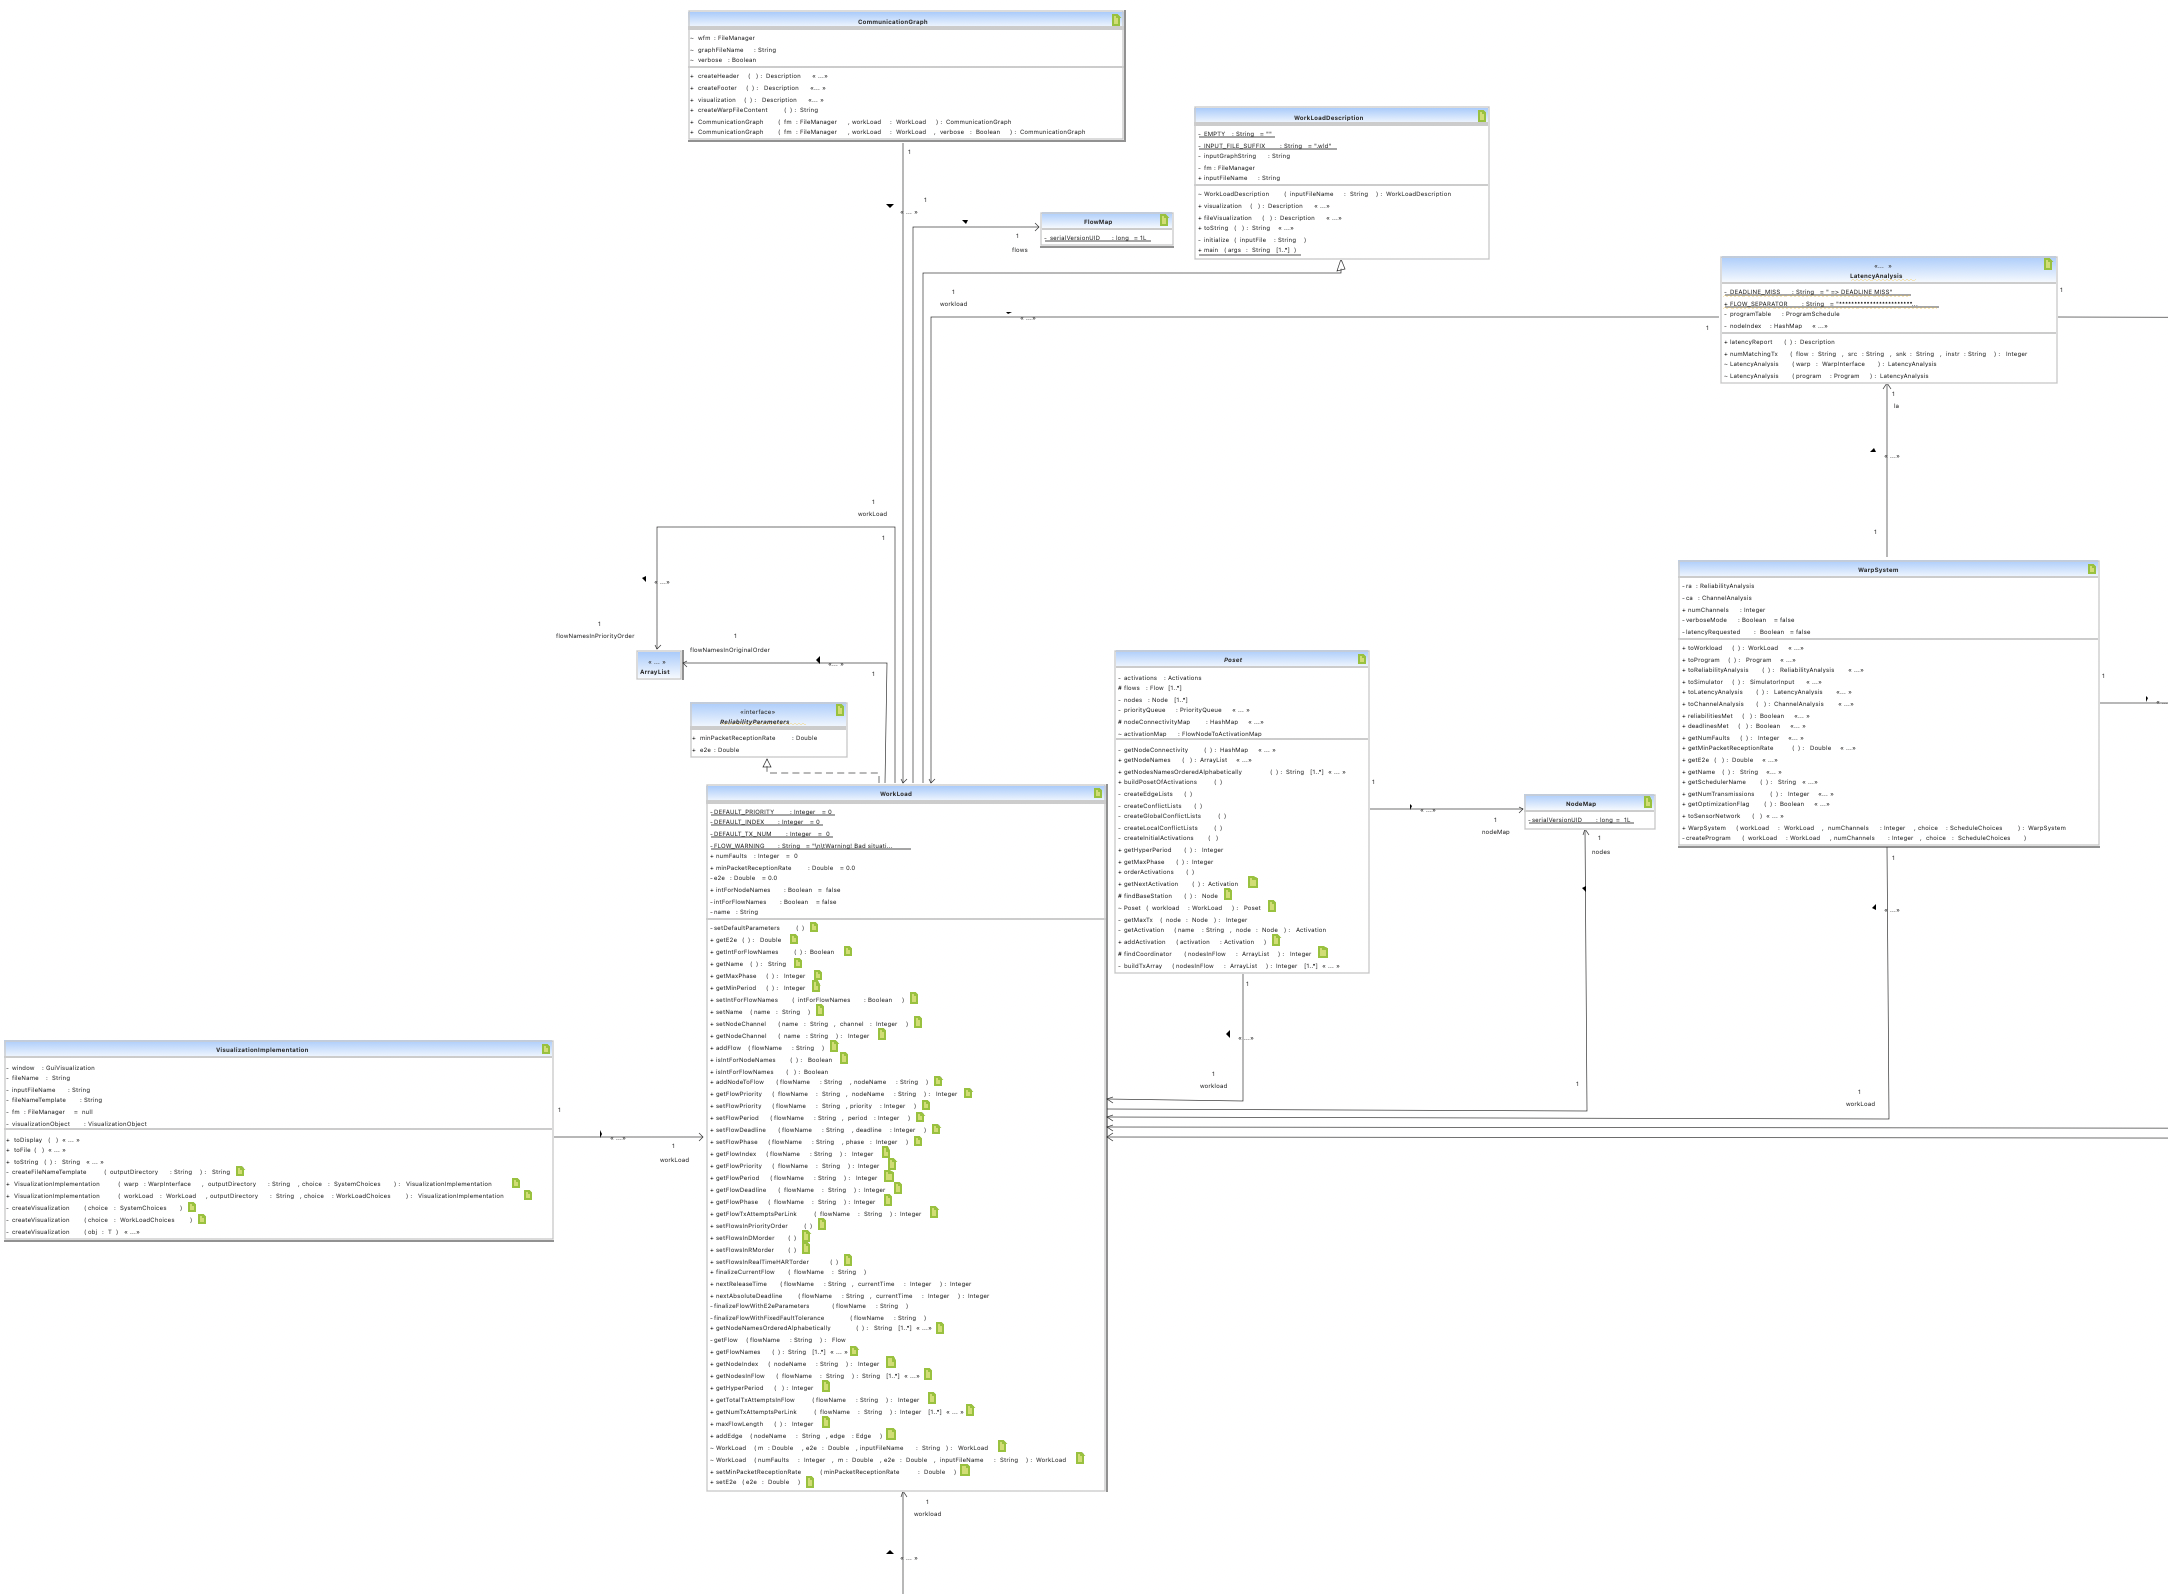 CommunicationGraph
~ wfm : FileManager
~ graphFileName : String
~ verbose : Boolean
+ createHeader ( ) : Description «...»
+ createFooter ( ) : Description «... »
+ visualization ( ) : Description «... »
+ createWarpFileContent ( ) : String
+ CommunicationGraph ( fm : FileManager , workLoad : WorkLoad ) : CommunicationGraph
+ CommunicationGraph ( fm : FileManager , workLoad : WorkLoad , verbose : Boolean ) : CommunicationGraph
1
WorkLoadDescription
- EMPTY : String = ""
- INPUT_FILE_SUFFIX : String = ".wld"
- inputGraphString : String
- fm : FileManager
+ inputFileName : String
~ WorkLoadDescription ( inputFileName : String ) : WorkLoadDescription
+ visualization ( ) : Description «...»
+ fileVisualization ( ) : Description «...»
+ toString ( ) : String «...»
- initialize ( inputFile : String )
+ main (args : String [1..*] )
1
« ... »
FlowMap
- serialVersionUID : long = 1L
1
flows
1
workload
« ...»
1
«... »
LatencyAnalysis
- DEADLINE_MISS : String = " => DEADLINE MISS"
+ FLOW_SEPARATOR : String = "************************...
- programTable : ProgramSchedule
- nodeIndex : HashMap «...»
+ latencyReport ( ) : Description
+ numMatchingTx ( flow : String , src : String , snk : String , instr : String ) : Integer
~ LatencyAnalysis (warp : WarpInterface ) : LatencyAnalysis
~ LatencyAnalysis (program : Program ) : LatencyAnalysis
1
1
la
« ...»
1
1
workLoad
1
« ...»
1
flowNamesInPriorityOrder
« ... »
ArrayList
1
flowNamesInOriginalOrder
«... »
1
«interface»
ReliabilityParameters
+ minPacketReceptionRate : Double
+ e2e : Double
WarpSystem
- ra : ReliabilityAnalysis
- ca : ChannelAnalysis
+ numChannels : Integer
- verboseMode : Boolean = false
- latencyRequested : Boolean = false
+ toWorkload ( ) : WorkLoad «...»
+ toProgram ( ) : Program «...»
+ toReliabilityAnalysis ( ) : ReliabilityAnalysis «...»
+ toSimulator ( ) : SimulatorInput «...»
+ toLatencyAnalysis ( ) : LatencyAnalysis «...»
+ toChannelAnalysis ( ) : ChannelAnalysis «...»
+ reliabilitiesMet ( ) : Boolean «...»
+ deadlinesMet ( ) : Boolean «... »
+ getNumFaults ( ) : Integer «... »
+ getMinPacketReceptionRate ( ) : Double «...»
+ getE2e ( ) : Double «...»
+ getName ( ) : String «...»
+ getSchedulerName ( ) : String «...»
+ getNumTransmissions ( ) : Integer «...»
+ getOptimizationFlag ( ) : Boolean «...»
+ toSensorNetwork ( ) «... »
+ WarpSystem (workLoad : WorkLoad , numChannels : Integer , choice : ScheduleChoices ) : WarpSystem
- createProgram (workLoad : WorkLoad , numChannels : Integer , choice : ScheduleChoices )
1
1
«...»
1
workLoad
Poset
- activations : Activations
# flows : Flow [1..*]
- nodes : Node [1..*]
- priorityQueue : PriorityQueue « ... »
# nodeConnectivityMap : HashMap «...»
~ activationMap : FlowNodeToActivationMap
- getNodeConnectivity ( ) : HashMap « ... »
+ getNodeNames ( ) : ArrayList «...»
+ getNodesNamesOrderedAlphabetically ( ) : String [1..*] « ... »
+ buildPosetOfActivations ( )
- createEdgeLists ( )
- createConflictLists ( )
- createGlobalConflictLists ( )
- createLocalConflictLists ( )
- createInitialActivations ( )
+ getHyperPeriod ( ) : Integer
+ getMaxPhase ( ) : Integer
+ orderActivations ( )
+ getNextActivation ( ) : Activation
# findBaseStation ( ) : Node
~ Poset ( workload : WorkLoad ) : Poset
- getMaxTx ( node : Node ) : Integer
- getActivation (name : String , node : Node ) : Activation
+ addActivation (activation : Activation )
# findCoordinator (nodesInFlow : ArrayList ) : Integer
- buildTxArray (nodesInFlow : ArrayList ) : Integer [1..*] « ... »
1
« ...»
1
nodeMap
NodeMap
- serialVersionUID : long = 1L
1
nodes
1
1
«...»
1
workload
WorkLoad
- DEFAULT_PRIORITY : Integer = 0
- DEFAULT_INDEX : Integer = 0
- DEFAULT_TX_NUM : Integer = 0
- FLOW_WARNING : String = "\n\tWarning! Bad situati...
+ numFaults : Integer = 0
+ minPacketReceptionRate : Double = 0.0
- e2e : Double = 0.0
+ intForNodeNames : Boolean = false
- intForFlowNames : Boolean = false
- name : String
- setDefaultParameters ( )
+ getE2e ( ) : Double
+ getIntForFlowNames ( ) : Boolean
+ getName ( ) : String
+ getMaxPhase ( ) : Integer
+ getMinPeriod ( ) : Integer
+ setIntForFlowNames ( intForFlowNames : Boolean )
+ setName (name : String )
+ setNodeChannel (name : String , channel : Integer )
+ getNodeChannel ( name : String ) : Integer
+ addFlow (flowName : String )
+ isIntForNodeNames ( ) : Boolean
+ isIntForFlowNames ( ) : Boolean
+ addNodeToFlow (flowName : String , nodeName : String )
+ getFlowPriority (flowName : String , nodeName : String ) : Integer
+ setFlowPriority (flowName : String , priority : Integer )
+ setFlowPeriod (flowName : String , period : Integer )
+ setFlowDeadline (flowName : String , deadline : Integer )
+ setFlowPhase (flowName : String , phase : Integer )
+ getFlowIndex (flowName : String ) : Integer
+ getFlowPriority (flowName : String ) : Integer
+ getFlowPeriod (flowName : String ) : Integer
+ getFlowDeadline (flowName : String ) : Integer
+ getFlowPhase (flowName : String ) : Integer
+ getFlowTxAttemptsPerLink ( flowName : String ) : Integer
+ setFlowsInPriorityOrder ( )
+ setFlowsInDMorder ( )
+ setFlowsInRMorder ( )
+ setFlowsInRealTimeHARTorder ( )
+ finalizeCurrentFlow ( flowName : String )
+ nextReleaseTime (flowName : String , currentTime : Integer ) : Integer
+ nextAbsoluteDeadline (flowName : String , currentTime : Integer ) : Integer
- finalizeFlowWithE2eParameters (flowName : String )
- finalizeFlowWithFixedFaultTolerance (flowName : String )
+ getNodeNamesOrderedAlphabetically ( ) : String [1..*] « ...»
- getFlow (flowName : String ) : Flow
+ getFlowNames ( ) : String [1..*] « ... »
+ getNodeIndex ( nodeName : String ) : Integer
+ getNodesInFlow (flowName : String ) : String [1..*] « ...»
+ getHyperPeriod ( ) : Integer
+ getTotalTxAttemptsInFlow (flowName : String ) : Integer
+ getNumTxAttemptsPerLink ( flowName : String ) : Integer [1..*] « ... »
+ maxFlowLength ( ) : Integer
+ addEdge (nodeName : String , edge : Edge )
~ WorkLoad (m : Double , e2e : Double , inputFileName : String ) : WorkLoad
~ WorkLoad (numFaults : Integer , m : Double , e2e : Double , inputFileName : String ) : WorkLoad
+ setMinPacketReceptionRate (minPacketReceptionRate : Double )
+ setE2e (e2e : Double )
VisualizationImplementation
- window : GuiVisualization
- fileName : String
- inputFileName : String
- fileNameTemplate : String
- fm : FileManager = null
- visualizationObject : VisualizationObject
+ toDisplay ( ) « ... »
+ toFile ( ) « ... »
+ toString ( ) : String « ... »
- createFileNameTemplate ( outputDirectory : String ) : String
+ VisualizationImplementation ( warp : WarpInterface , outputDirectory : String , choice : SystemChoices ) : VisualizationImplementation
+ VisualizationImplementation ( workLoad : WorkLoad , outputDirectory : String , choice : WorkLoadChoices ) : VisualizationImplementation
- createVisualization (choice : SystemChoices )
- createVisualization (choice : WorkLoadChoices )
- createVisualization (obj : T ) «...»
1
« ...»
1
workLoad
1
workload
« ... »